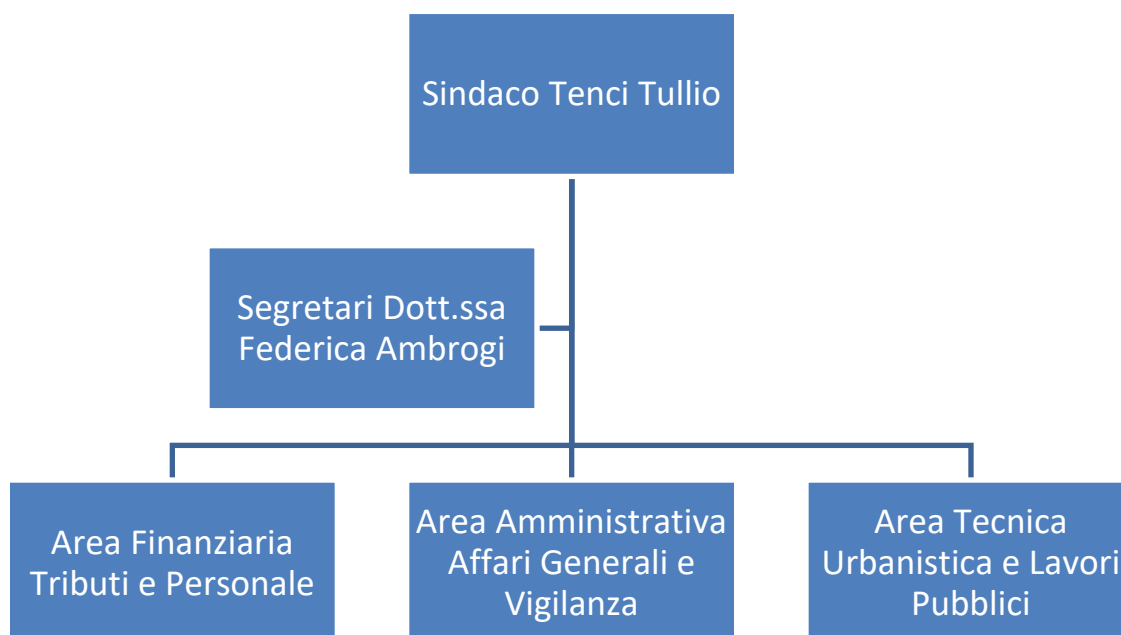 Sindaco Tenci Tullio
Segretari Dott.ssa
Federica Ambrogi
Area Finanziaria
Tributi e Personale
Area Amministrativa
Affari Generali e
Vigilanza
Area Tecnica
Urbanistica e Lavori
Pubblici